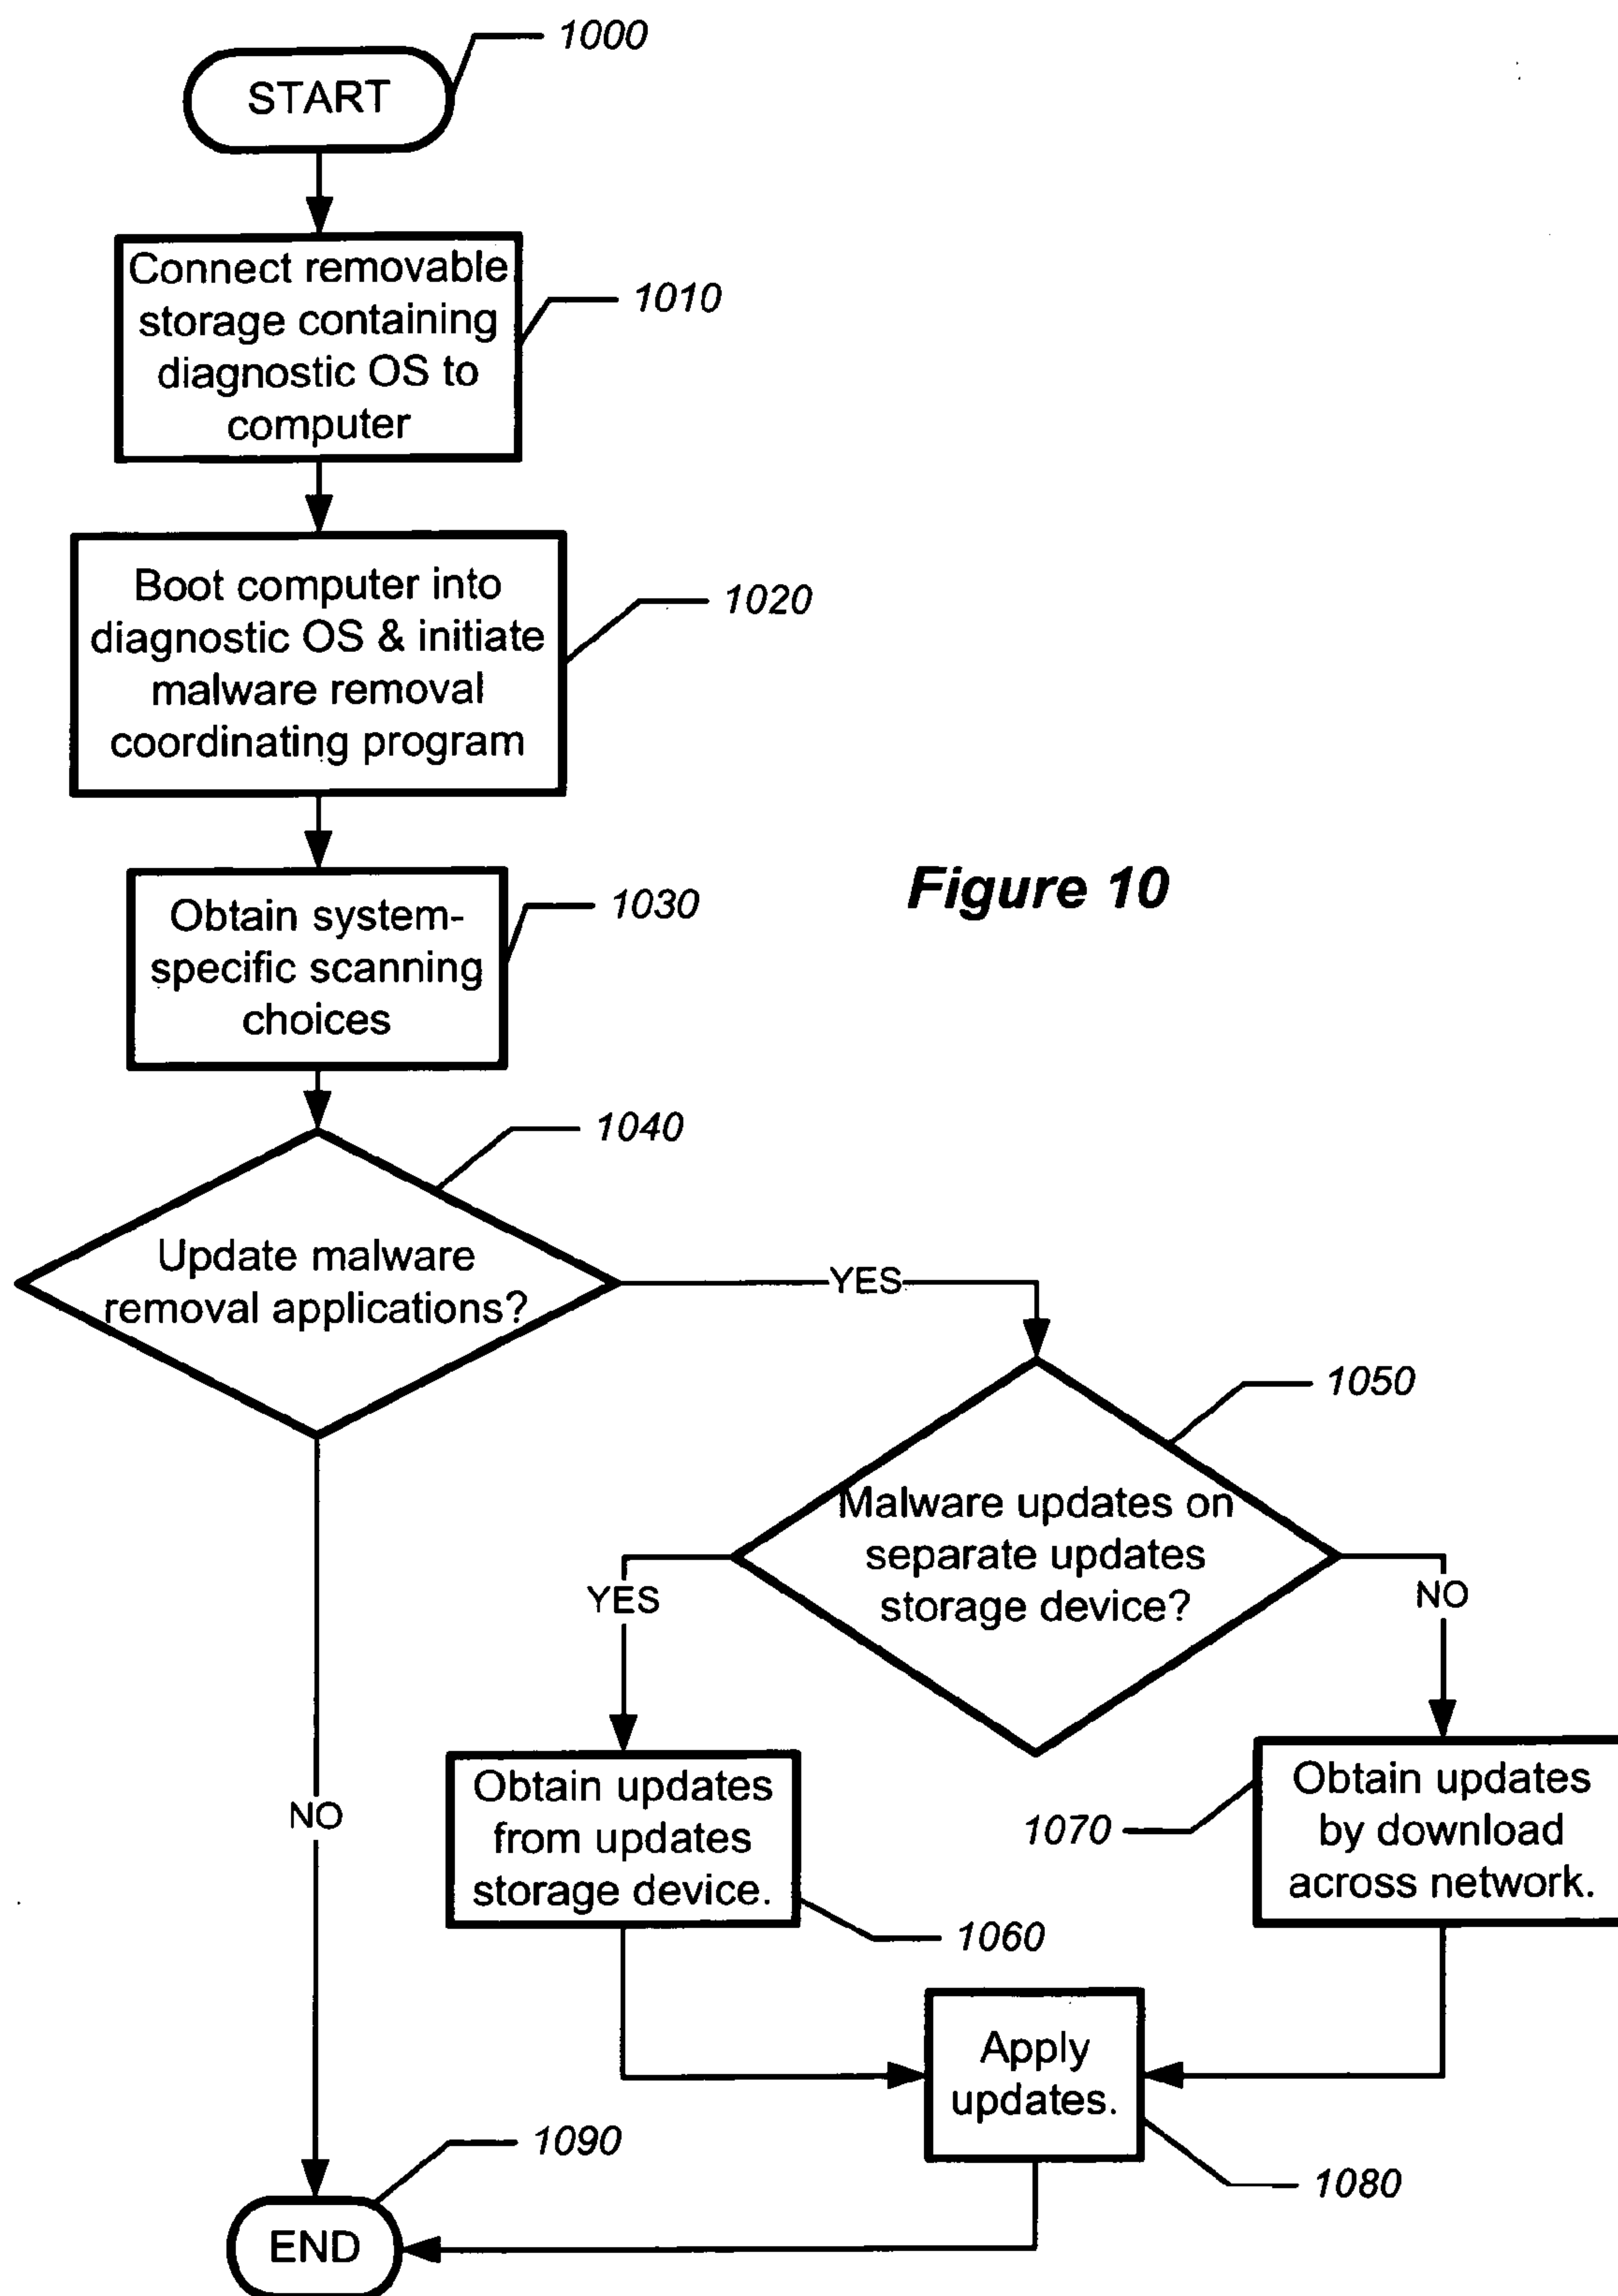 1000
START
Connect removable
storage containing
diagnostic OS to
computer
1010
Boot computer into
diagnostic OS & initiate
malware removal
coordinating program
1020
Obtain system-
specific scanning
choices
1030
Figure 10
1040
Update malware
removal applications?
YES
1050
Malware updates on
separate updates
storage device?
YES
NO
NO
Obtain updates
from updates
storage device.
1060
1070
Obtain updates
by download
across network.
Apply
updates.
1080
1090
END